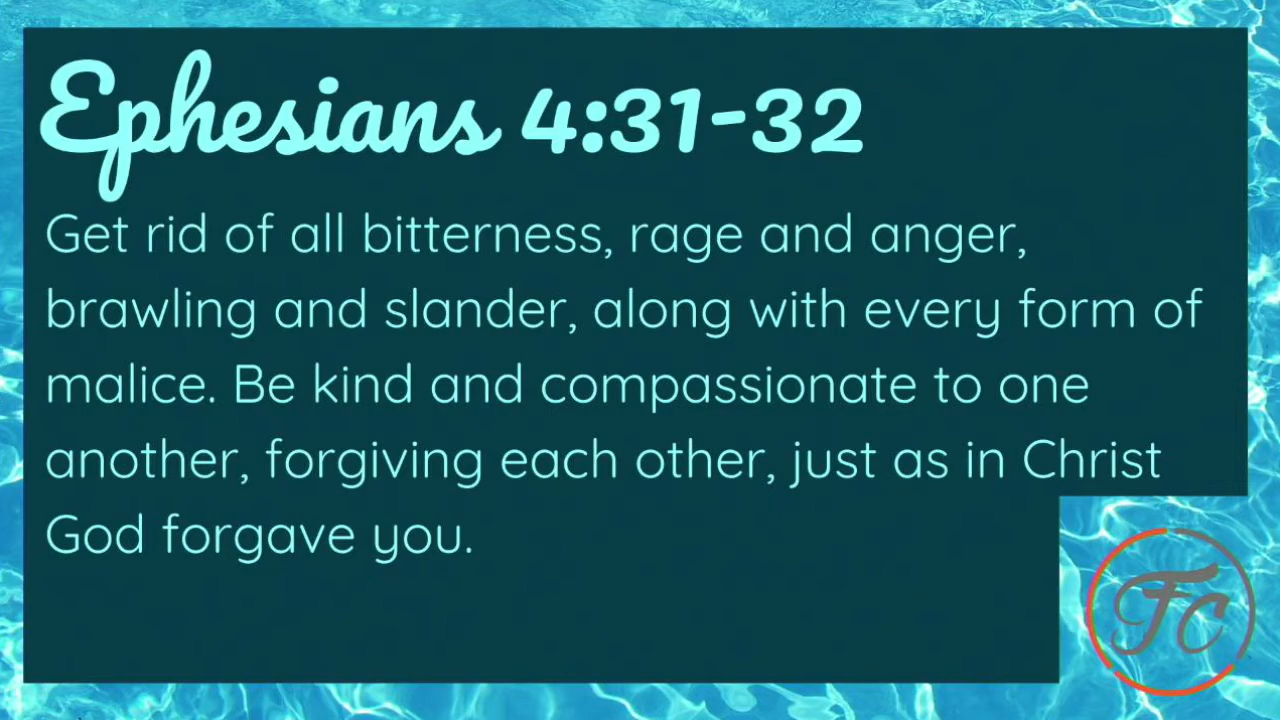 Ephesians 4:31-32
Get rid of all bitterness, rage and anger,
brawling and slander, along with every form of
malice. Be kind and compassionate to one
another, forgiving each other, just as in Christ
God forgave you.
Fc